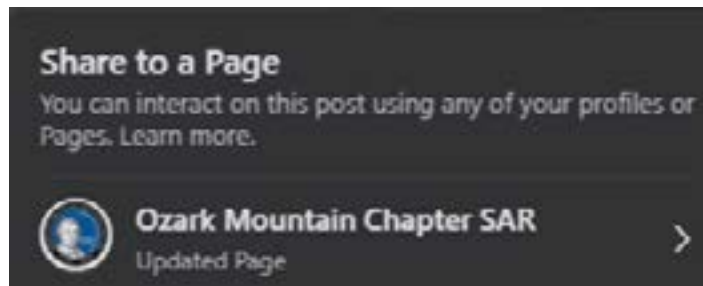 Share to a Page
You can interact on this post using any of your profiles or
Pages. Learn more.
Ozark Mountain Chapter SAR
Updated Page